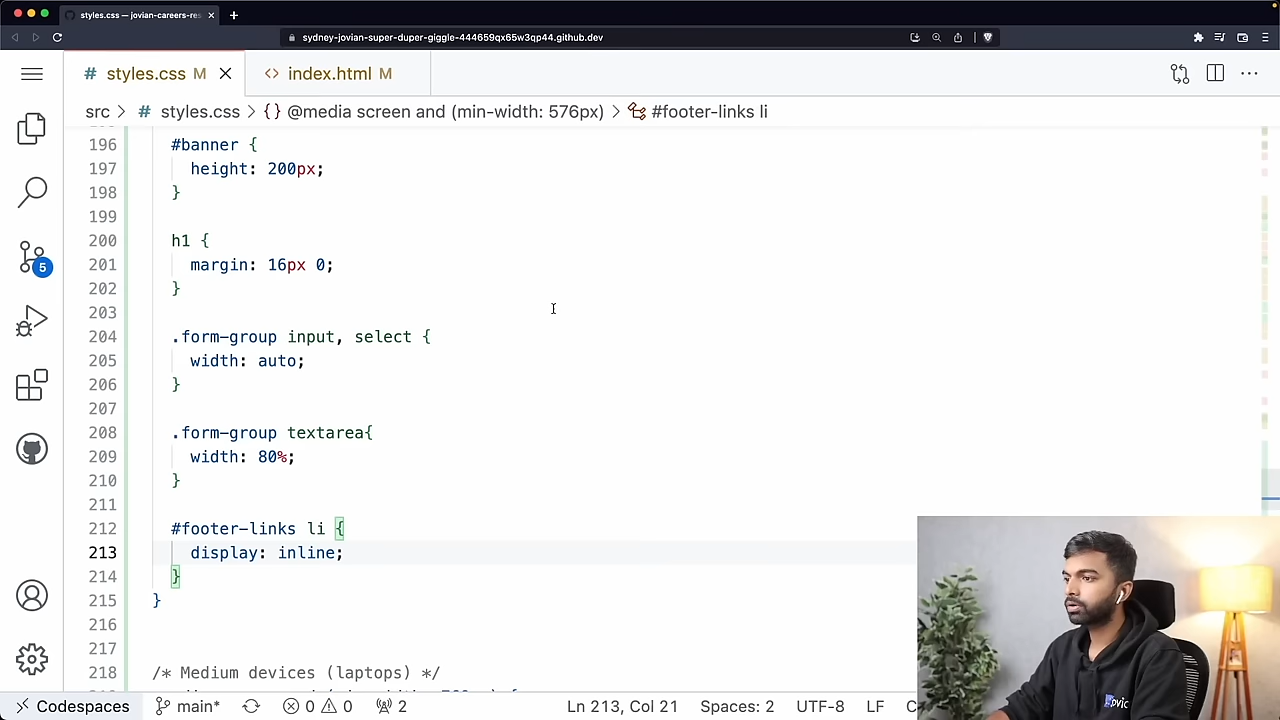 styles.css — jovian-careers-res
sydney-jovian-super-duper-giggle-444659qx65w3qp44.github.dev
# styles.css M
<> index.html M
src > # styles.css > {} @media screen and (min-width: 576px) > #footer-links li
196 #banner {
197 height: 200px;
198 }
199
200 h1 {
201 margin: 16px 0;
202 }
203
204 .form-group input, select {
205 width: auto;
206 }
207
208 .form-group textarea{
209 width: 80%;
210 }
211
212 #footer-links li {
213 display: inline;
214 }
215 }
216
217
218 /* Medium devices (laptops) */
5
Codespaces main* 0 0 2 Ln 213, Col 21 Spaces: 2 UTF-8 LF